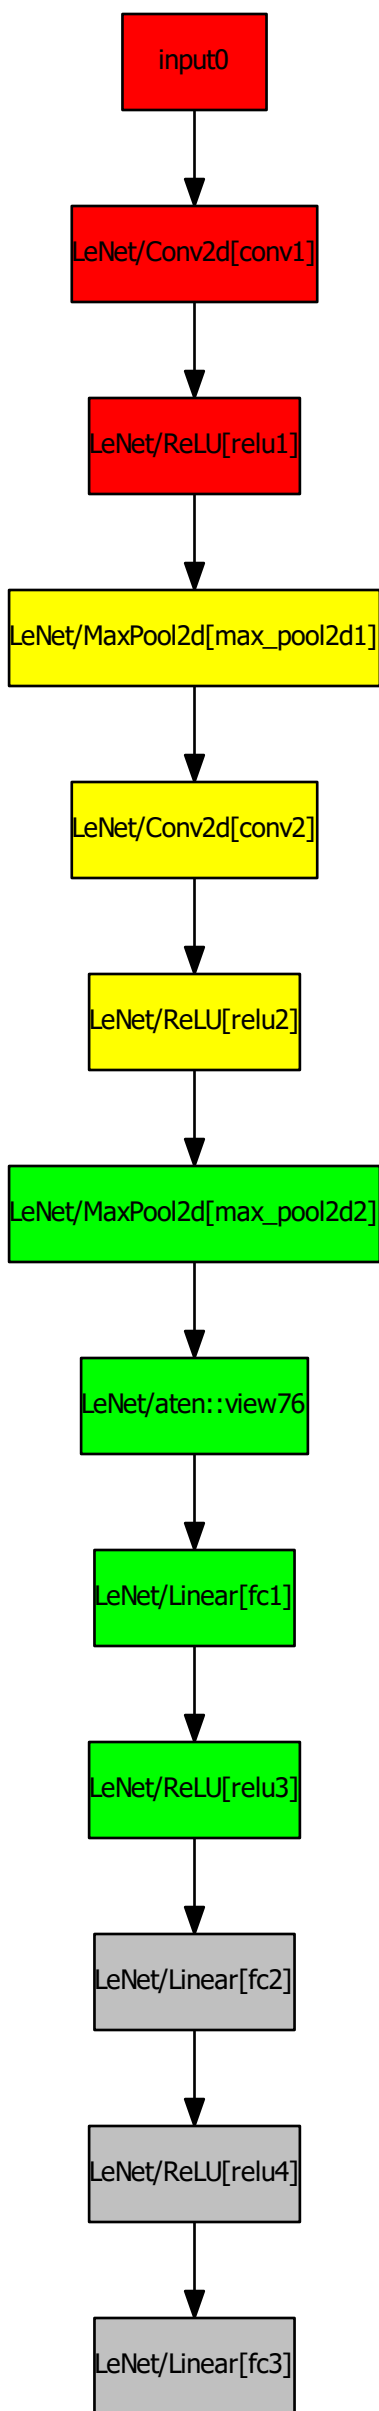 input0
LeNet/Conv2d[conv1]
LeNet/ReLU[relu1]
LeNet/MaxPool2d[max_pool2d1]
LeNet/Conv2d[conv2]
LeNet/ReLU[relu2]
LeNet/MaxPool2d[max_pool2d2]
LeNet/aten::view76
LeNet/Linear[fc1]
LeNet/ReLU[relu3]
LeNet/Linear[fc2]
LeNet/ReLU[relu4]
LeNet/Linear[fc3]